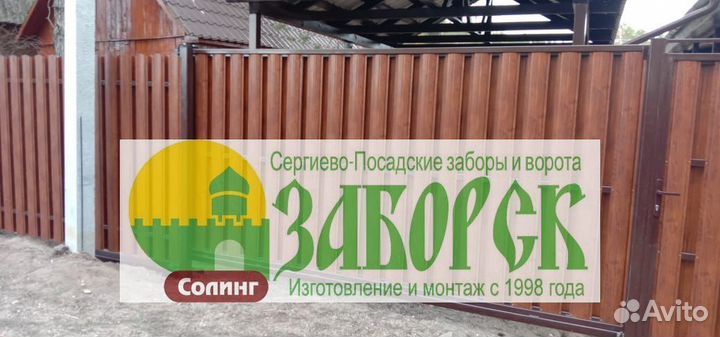 Сергиево-Посадские заборы и ворота
ЗАБОРСК
Солинг
Изготовление и монтаж с 1998 года
Avito